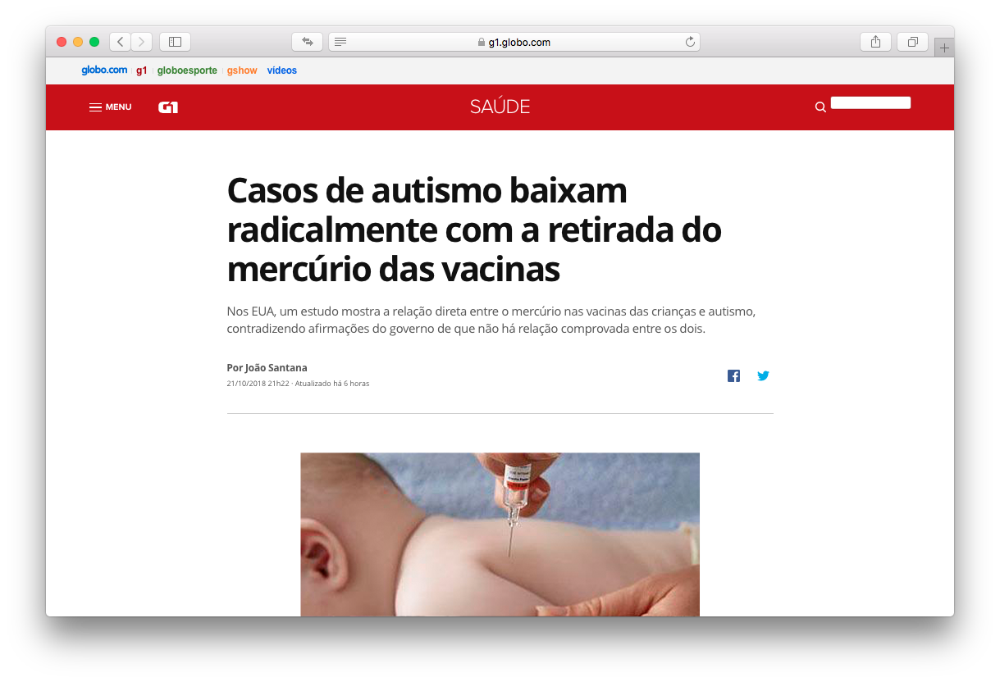 g1.globo.com
globo.com g1 globoesporte gshow vídeos
MENU G1 SAÚDE
Casos de autismo baixam
radicalmente com a retirada do
mercúrio das vacinas
Nos EUA, um estudo mostra a relação direta entre o mercúrio nas vacinas das crianças e autismo,
contradizendo afirmações do governo de que não há relação comprovada entre os dois.
Por João Santana
21/10/2018 21h22 · Atualizado há 6 horas